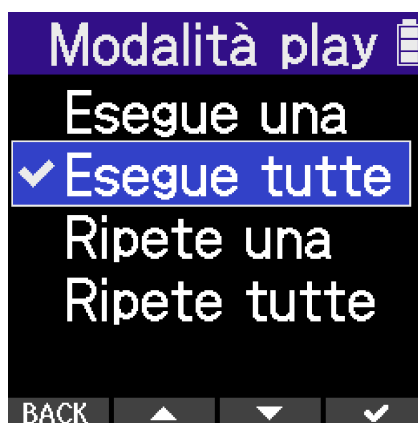 Modalità play
Esegue una
Esegue tutte
Ripete una
Ripete tutte
BACK